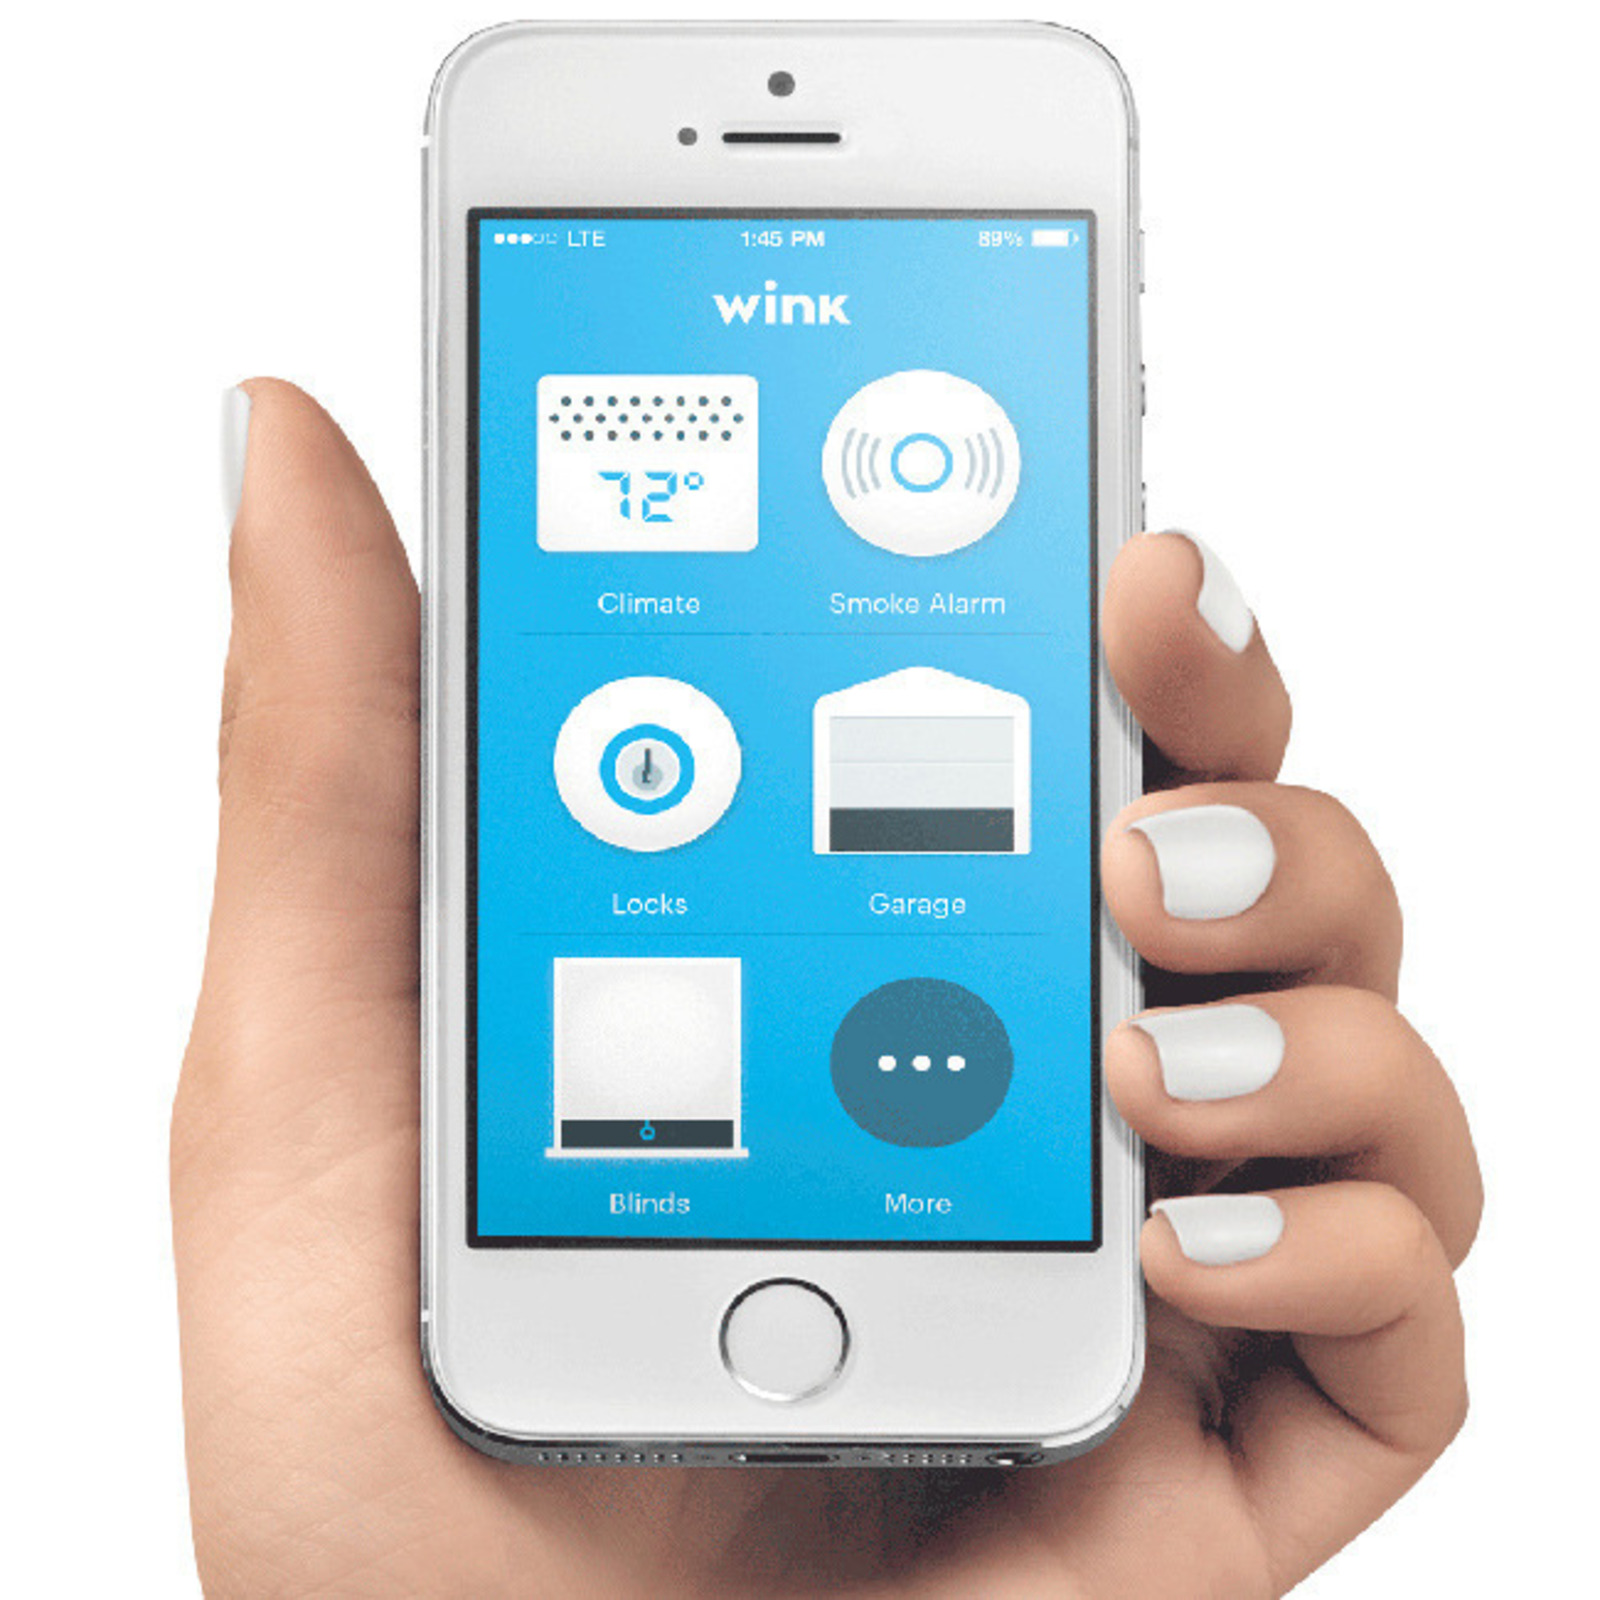 LTE 1:45 PM 89%
wink
72°
Climate Smoke Alarm
Locks Garage
Blinds More